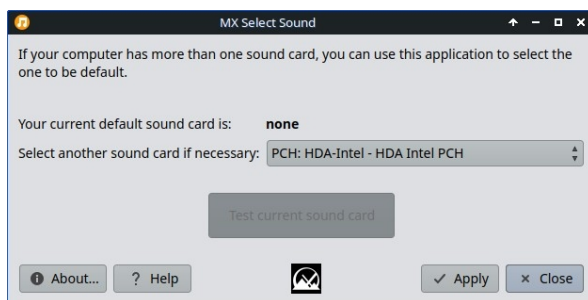 MX Select Sound
If your computer has more than one sound card, you can use this application to select the
one to be default.
Your current default sound card is: none
Select another sound card if necessary: PCH: HDA-Intel - HDA Intel PCH
Test current sound card
About... ? Help Apply Close